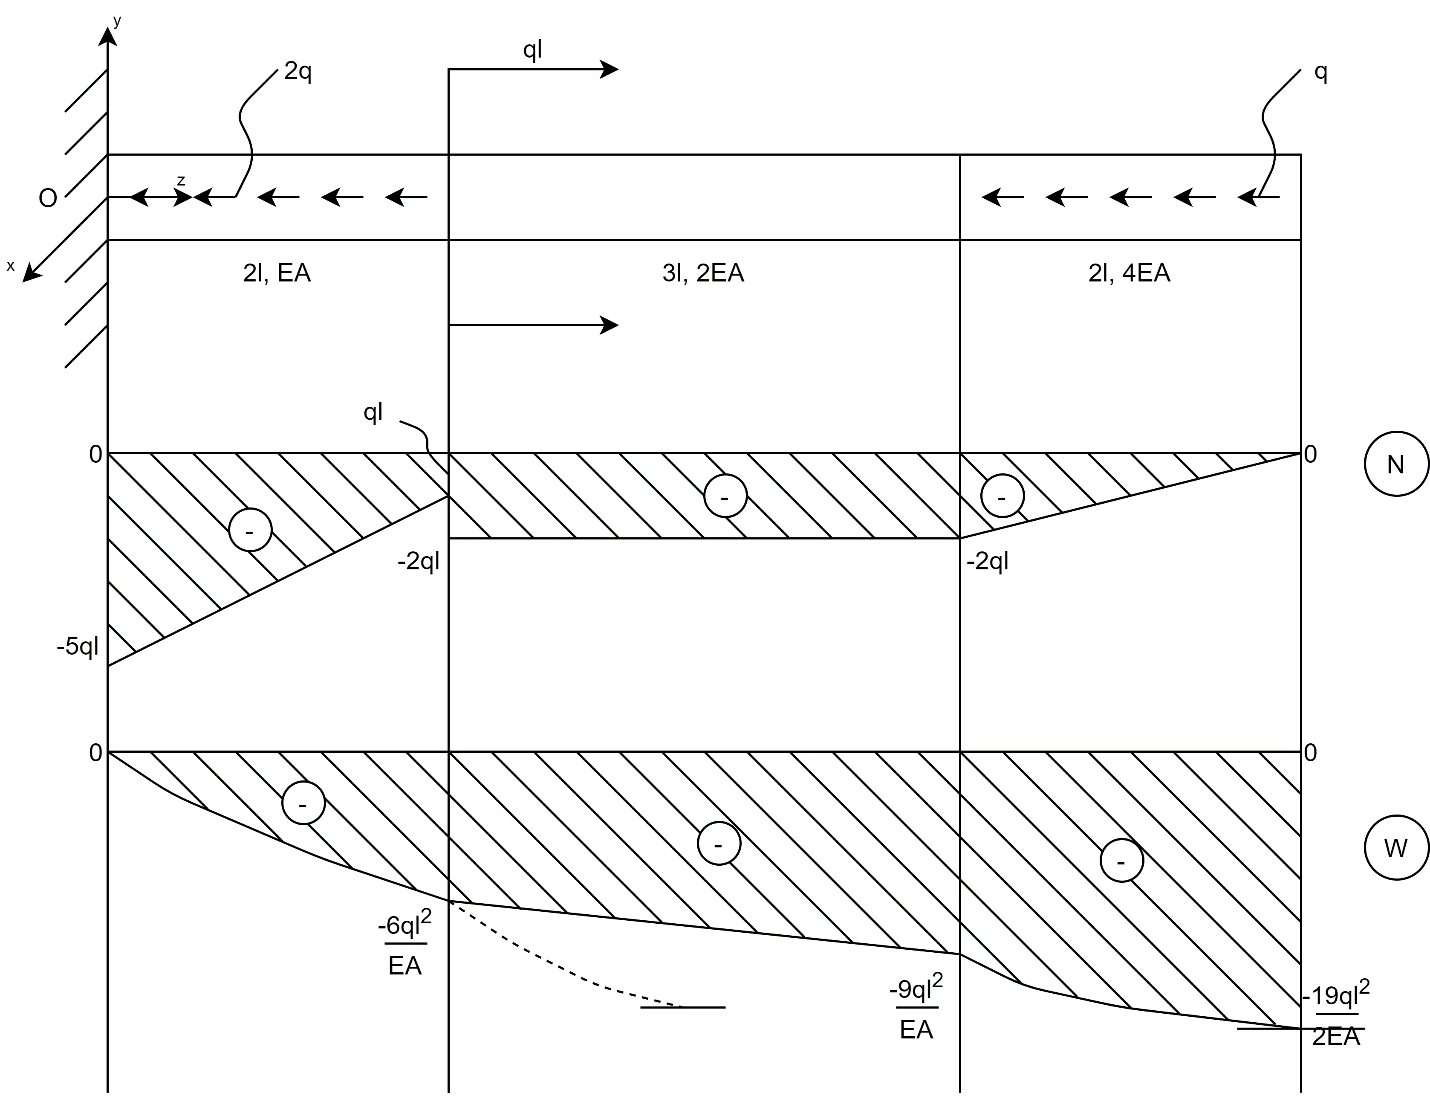 y
ql
2q
q
z
O
x
2l, EA
3l, 2EA
2l, 4EA
ql
0
0
N
-
-
-
-2ql
-2ql
-5ql
0
0
-
-
-
W
-6ql²
EA
-9ql²
EA
-19ql²
2EA